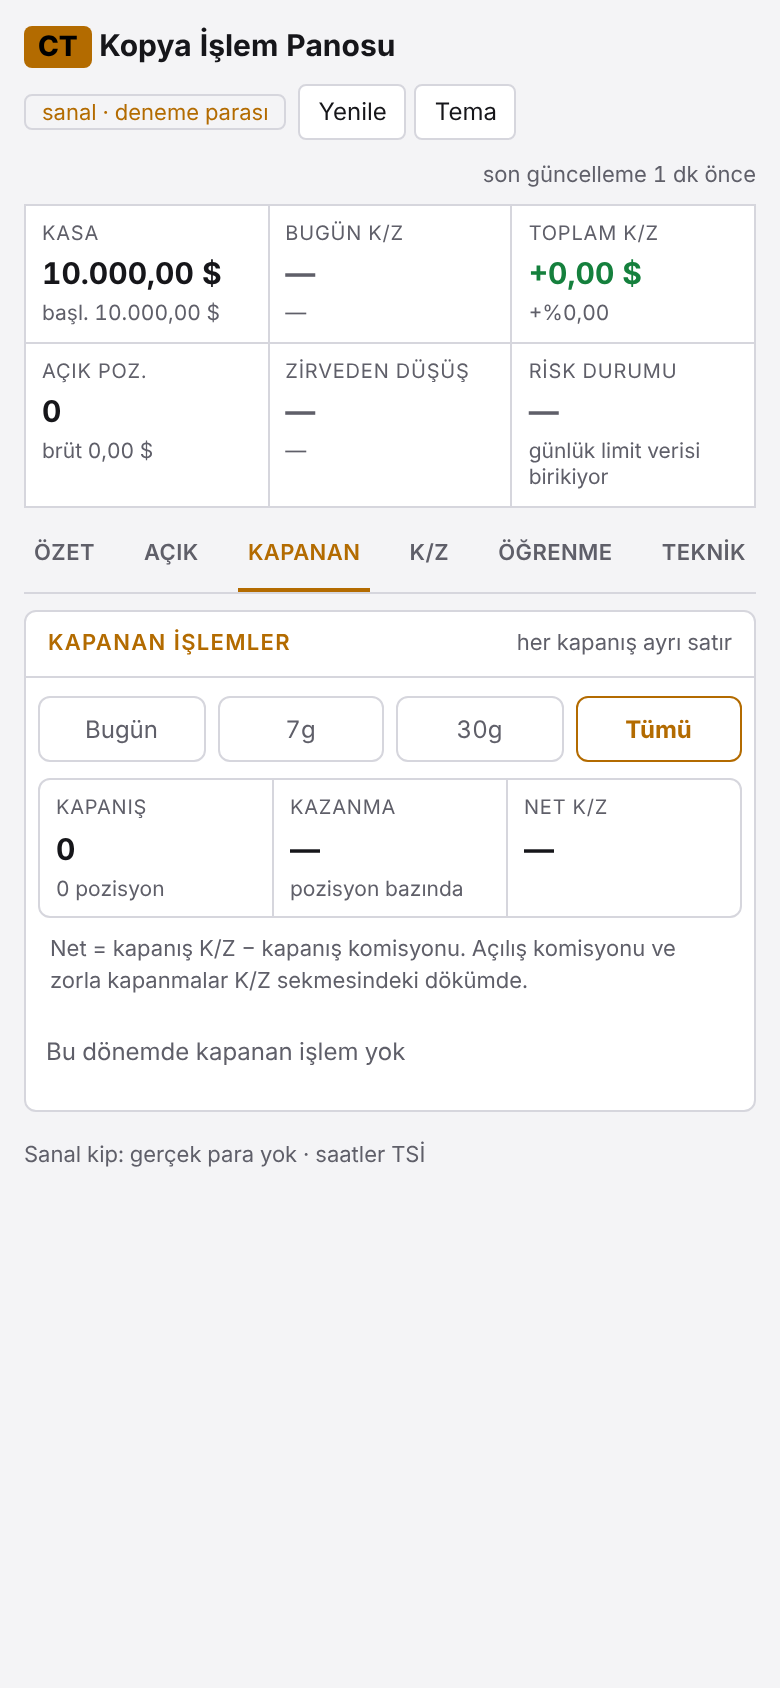 CT Kopya İşlem Panosu
sanal · deneme parası Yenile Tema
son güncelleme 1 dk önce
KASA
10.000,00 $
başl. 10.000,00 $
BUGÜN K/Z
—
—
TOPLAM K/Z
+0,00 $
+%0,00
AÇIK POZ.
0
brüt 0,00 $
ZİRVEDEN DÜŞÜŞ
—
—
RİSK DURUMU
—
günlük limit verisi
birikiyor
ÖZET AÇIK KAPANAN K/Z ÖĞRENME TEKNİK
KAPANAN İŞLEMLER her kapanış ayrı satır
Bugün 7g 30g Tümü
KAPANIŞ
0
0 pozisyon
KAZANMA
—
pozisyon bazında
NET K/Z
—
Net = kapanış K/Z − kapanış komisyonu. Açılış komisyonu ve
zorla kapanmalar K/Z sekmesindeki dökümde.
Bu dönemde kapanan işlem yok
Sanal kip: gerçek para yok · saatler TSİ